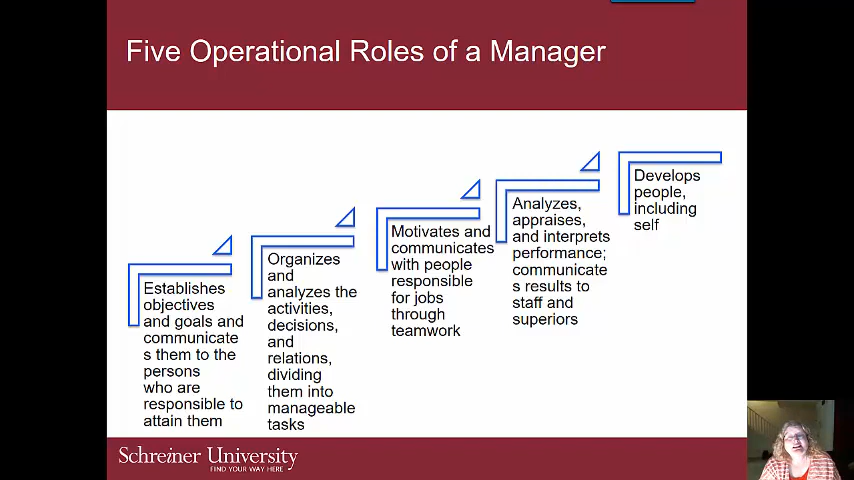 Five Operational Roles of a Manager
Establishes
objectives
and goals and
communicate
s them to the
persons
who are
responsible to
attain them
Organizes
and
analyzes the
activities,
decisions,
and
relations,
dividing
them into
manageable
tasks
Motivates and
communicates
with people
responsible
for jobs
through
teamwork
Analyzes,
appraises,
and interprets
performance;
communicate
s results to
staff and
superiors
Develops
people,
including
self
Schreiner University
FIND YOUR WAY HERE